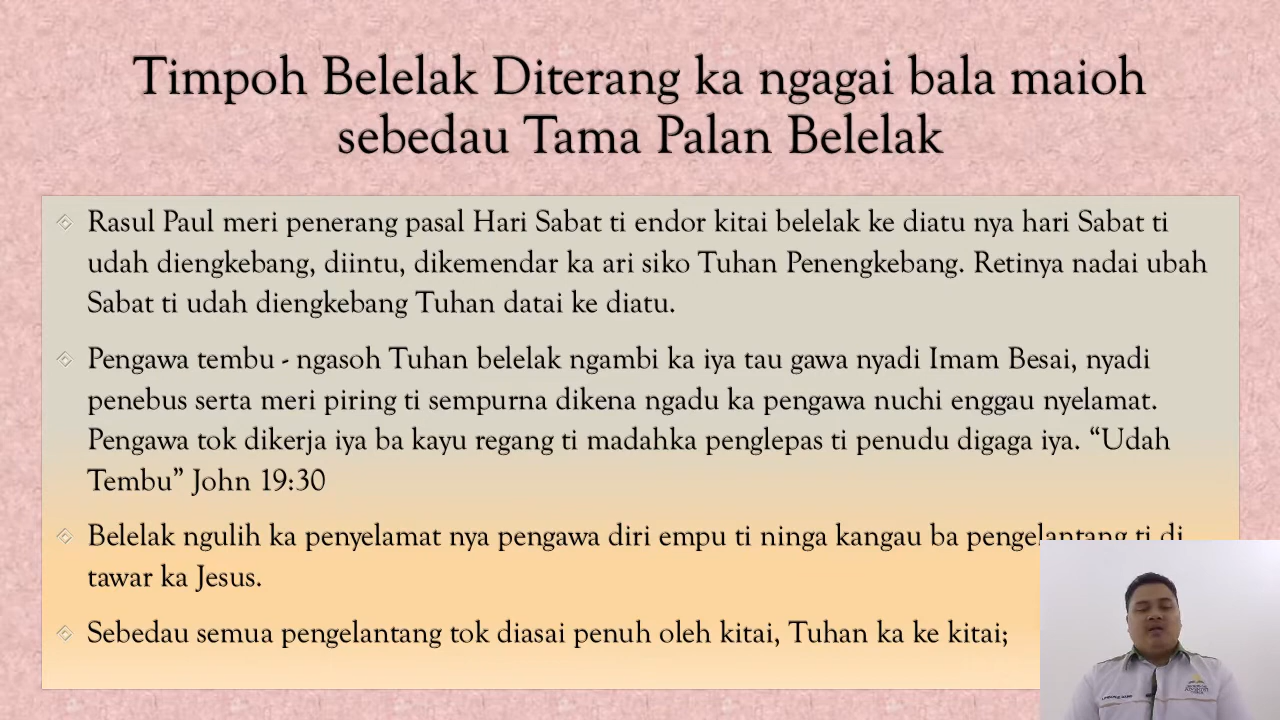 Timpoh Belelak Diterang ka ngagai bala maioh
sebedau Tama Palan Belelak
Rasul Paul meri penerang pasal Hari Sabat ti endor kitai belelak ke diatu nya hari Sabat ti
udah diengkebang, diintu, dikemendar ka ari siko Tuhan Penengkebang. Retinya nadai ubah
Sabat ti udah diengkebang Tuhan datai ke diatu.
Pengawa tembu - ngasoh Tuhan belelak ngambi ka iya tau gawa nyadi Imam Besai, nyadi
penebus serta meri piring ti sempurna dikena ngadu ka pengawa nuchi enggau nyelamat.
Pengawa tok dikerja iya ba kayu regang ti madahka penglepas ti penudu digaga iya. “Udah
Tembu” John 19:30
Belelak ngulih ka penyelamat nya pengawa diri empu ti ninga kangau ba pengelantang ti di
tawar ka Jesus.
Sebedau semua pengelantang tok diasai penuh oleh kitai, Tuhan ka ke kitai;